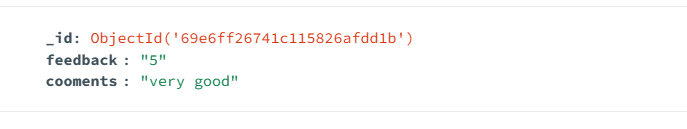 _id: ObjectId('69e6ff26741c115826afdd1b')
feedback : "5"
cooments : "very good"